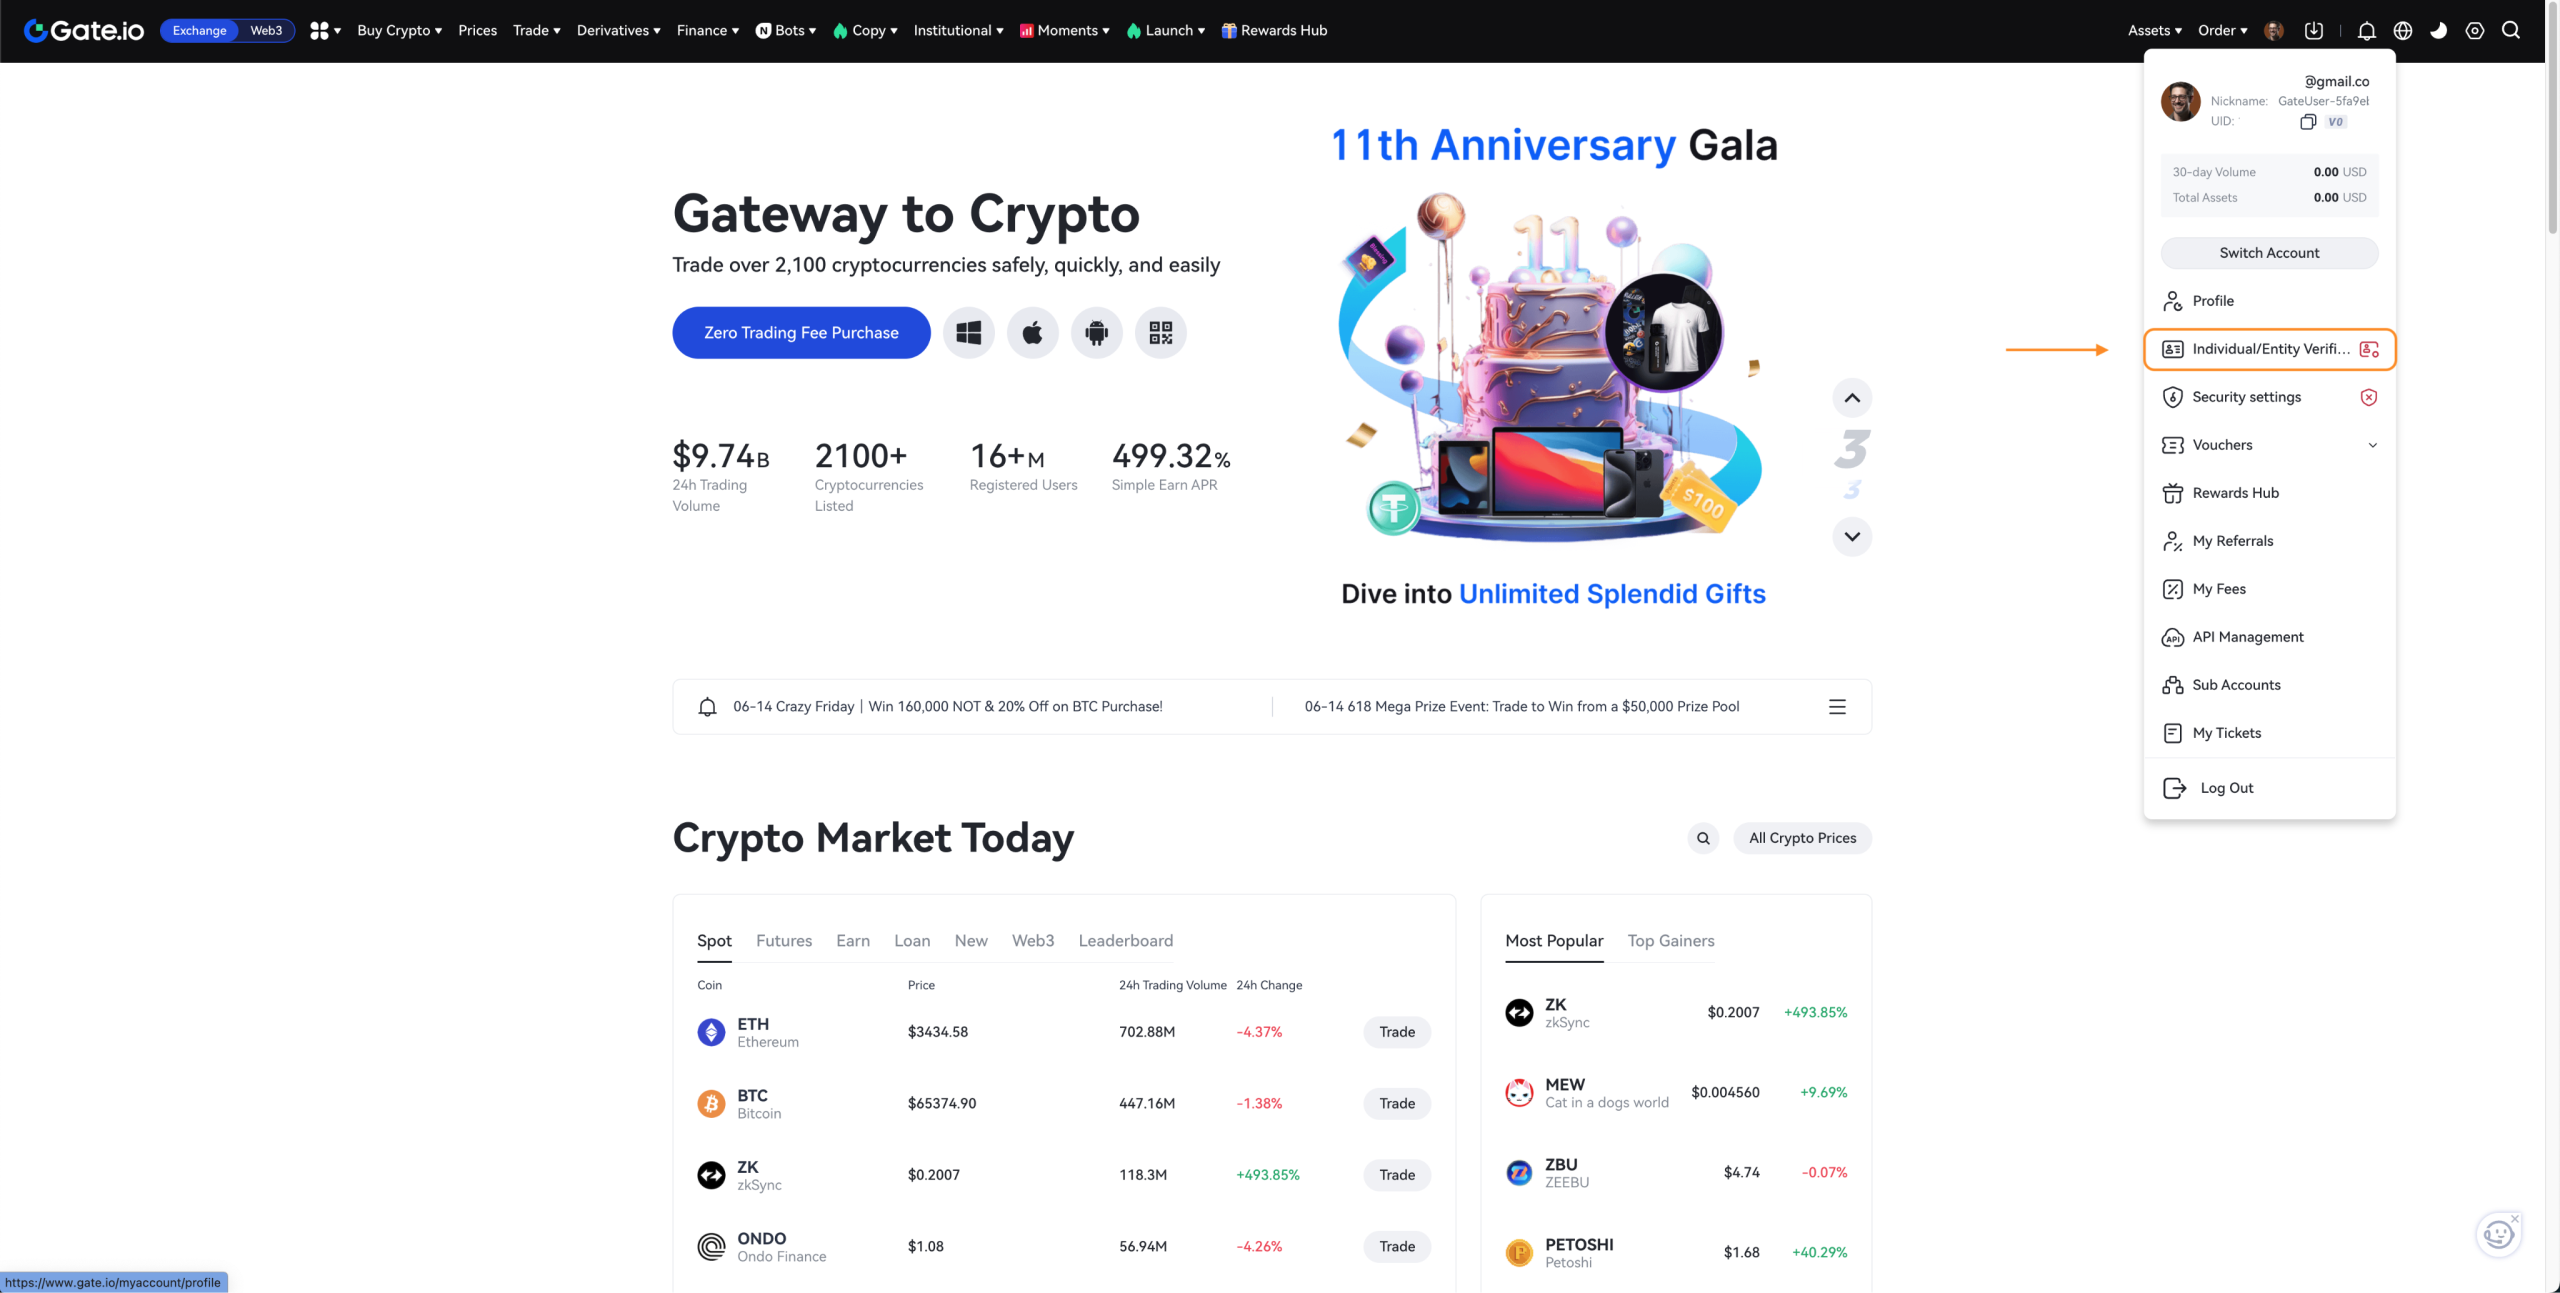 Gate.io Exchange Web3 Buy Crypto Prices Trade Derivatives Finance Bots Copy Institutional Moments Launch Rewards Hub Assets Order
@gmail.co
Nickname: GateUser-5fa9e
UID:
V0
30-day Volume 0.00 USD
Total Assets 0.00 USD
Switch Account
Profile
Individual/Entity Verifi...
Security settings
Vouchers
Rewards Hub
My Referrals
My Fees
API Management
Sub Accounts
My Tickets
Log Out
11th Anniversary Gala
Gateway to Crypto
Trade over 2,100 cryptocurrencies safely, quickly, and easily
Zero Trading Fee Purchase
$9.74B
24h Trading
Volume
2100+
Cryptocurrencies
Listed
16+M
Registered Users
499.32%
Simple Earn APR
11
$100
3
3
Dive into Unlimited Splendid Gifts
06-14 Crazy Friday | Win 160,000 NOT & 20% Off on BTC Purchase!
06-14 618 Mega Prize Event: Trade to Win from a $50,000 Prize Pool
Crypto Market Today
All Crypto Prices
Spot Futures Earn Loan New Web3 Leaderboard
Coin Price 24h Trading Volume 24h Change
ETH
Ethereum
$3434.58 702.88M -4.37% Trade
BTC
Bitcoin
$65374.90 447.16M -1.38% Trade
ZK
zkSync
$0.2007 118.3M +493.85% Trade
ONDO
Ondo Finance
$1.08 56.94M -4.26% Trade
Most Popular Top Gainers
ZK
zkSync
$0.2007 +493.85%
MEW
Cat in a dogs world
$0.004560 +9.69%
ZBU
ZEEBU
$4.74 -0.07%
PETOSHI
Petoshi
$1.68 +40.29%
https://www.gate.io/myaccount/profile